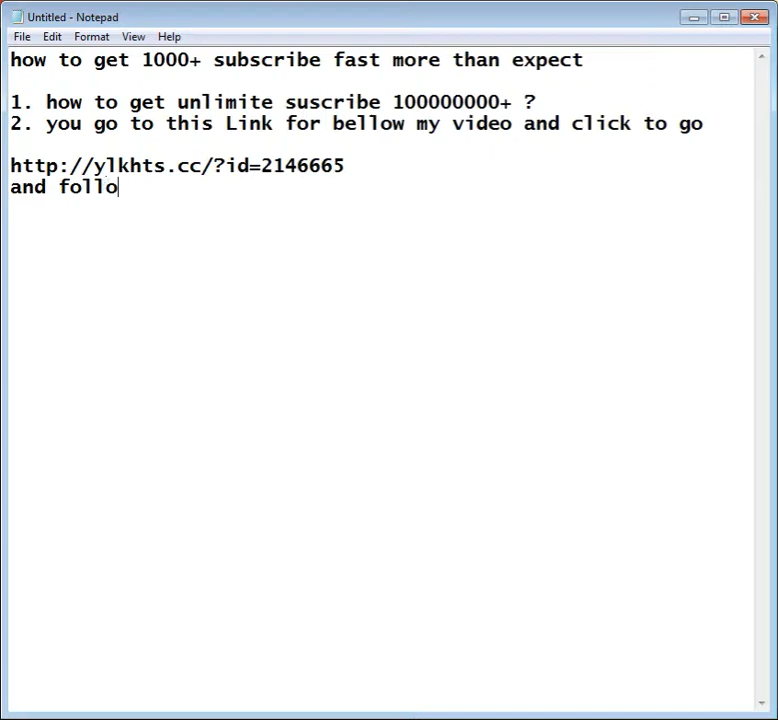 Untitled - Notepad
File Edit Format View Help
how to get 1000+ subscribe fast more than expect
1. how to get unlimite suscribe 100000000+ ?
2. you go to this Link for bellow my video and click to go
http://ylkhts.cc/?id=2146665
and follo